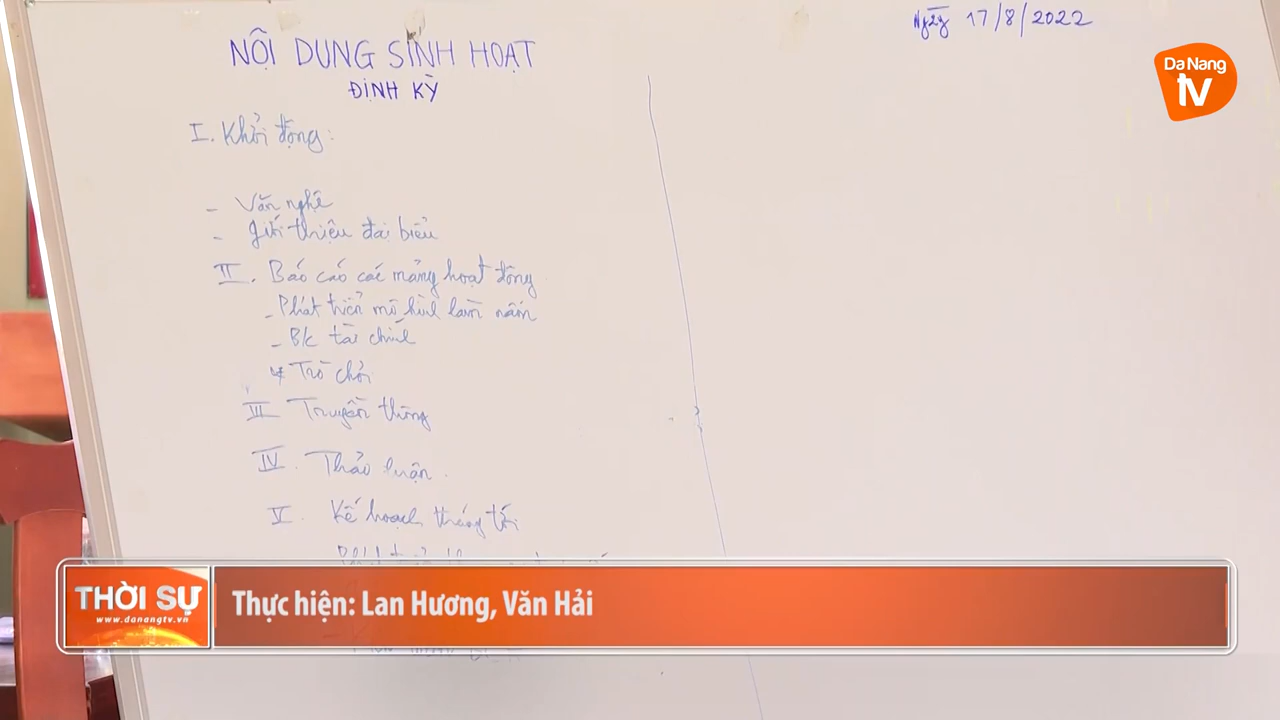 Ngày 17/8/2022
Da Nang
tv
NỘI DUNG SINH HOẠT
ĐỊNH KỲ
I. Khởi động:
- Văn nghệ
- giới thiệu đại biểu
II. Báo cáo các mảng hoạt động
- Phát triển mô hình làm nấm
- B/c tài chính
* Trò chơi
III Truyền thông
IV. Thảo luận.
V. Kế hoạch tháng tới
THỜI SỰ
www.danangtv.vn
Thực hiện: Lan Hương, Văn Hải